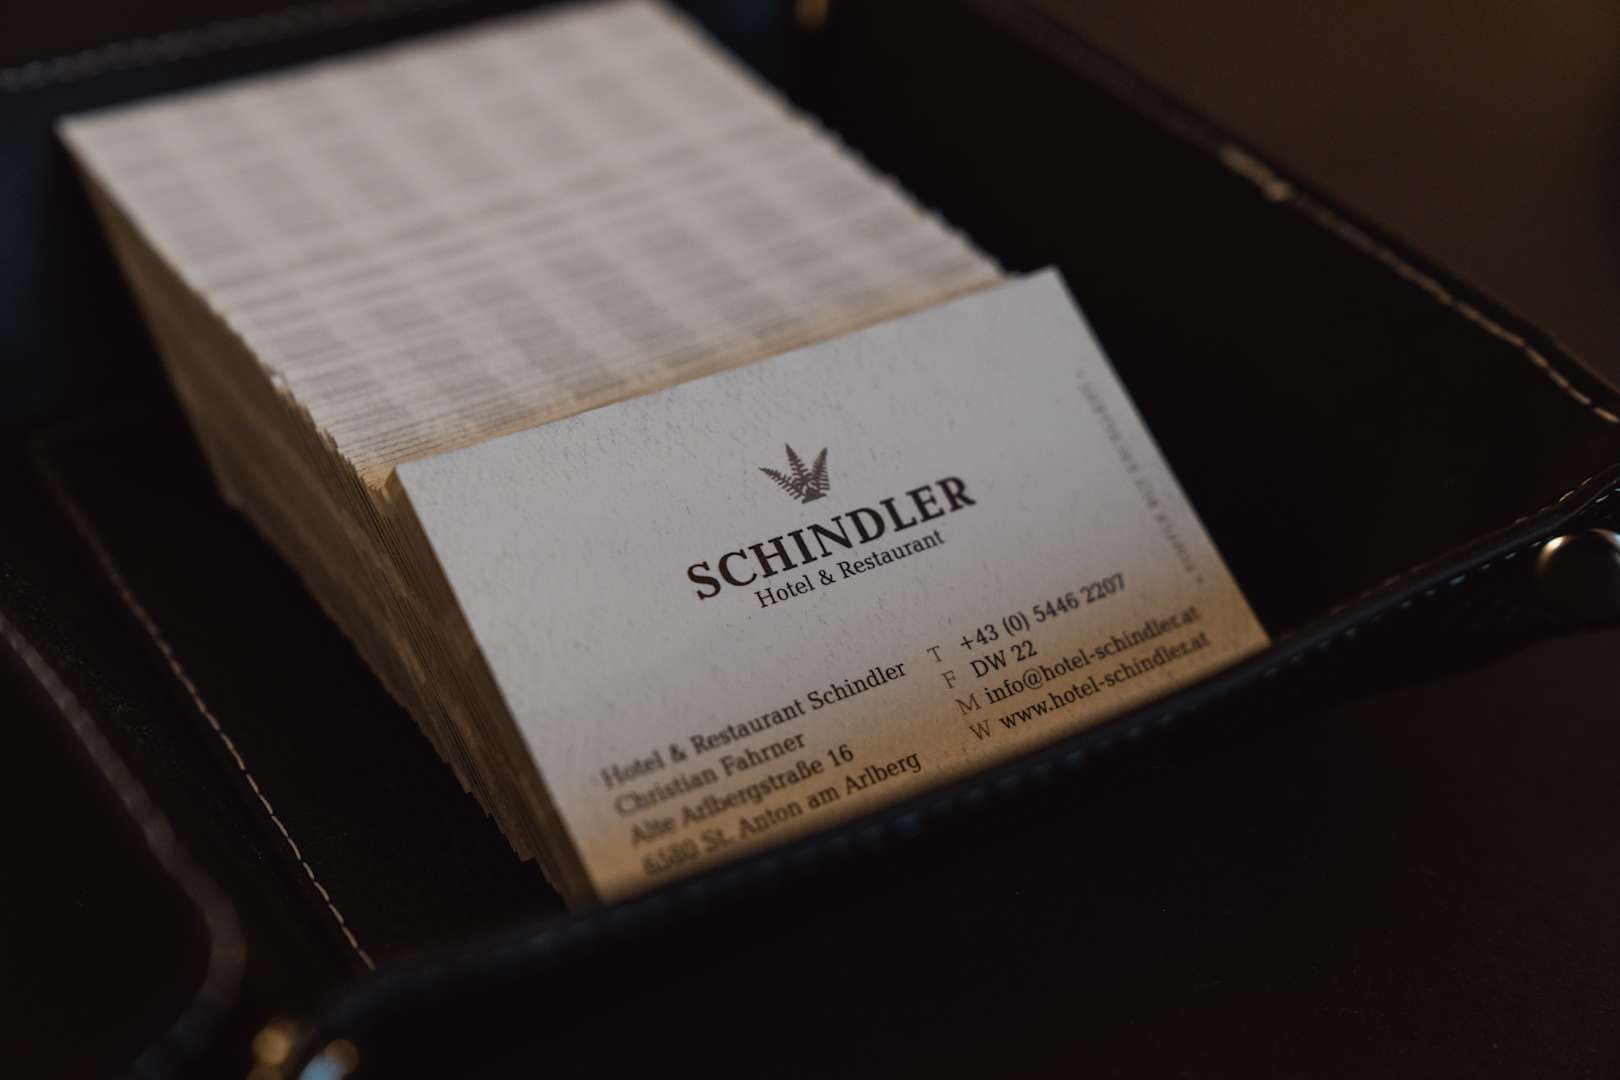 SCHINDLER
Hotel & Restaurant
Hotel & Restaurant Schindler
Christian Fahrner
Alte Arlbergstraße 16
6580 St. Anton am Arlberg
T +43 (0) 5446 2207
F DW 22
M info@hotel-schindler.at
W www.hotel-schindler.at